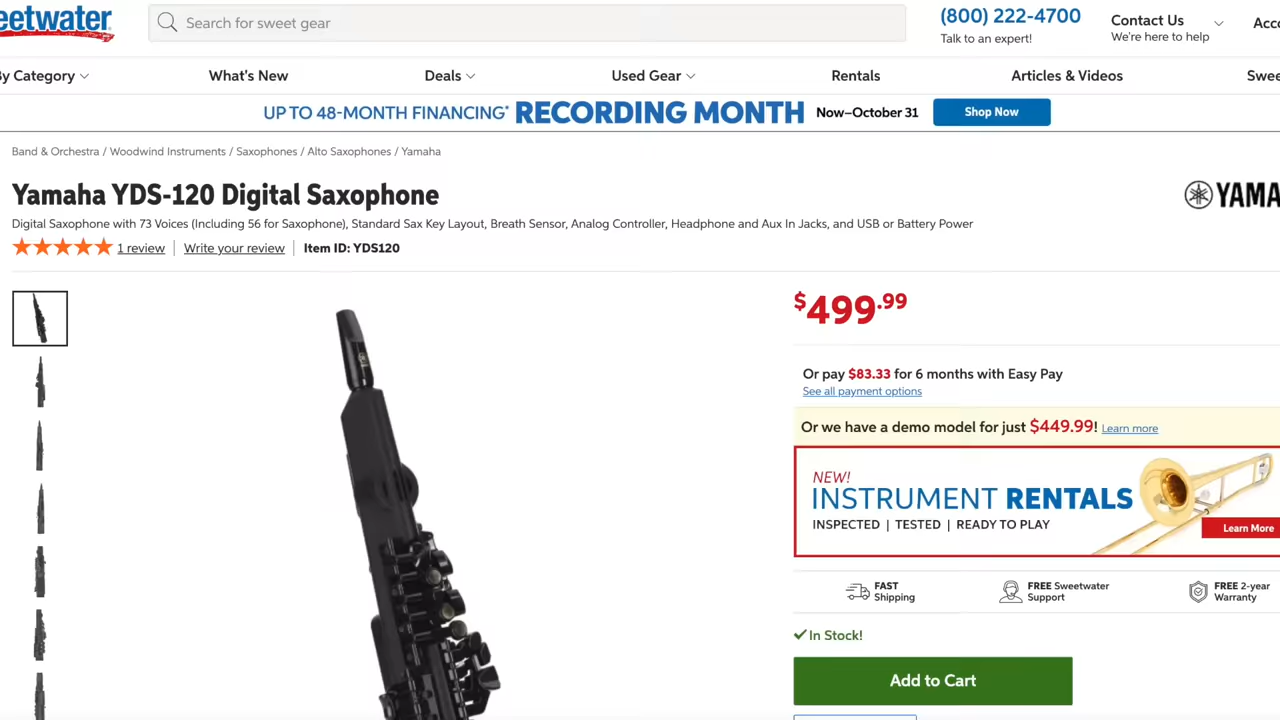 eetwater
Search for sweet gear
(800) 222-4700
Talk to an expert!
Contact Us
We're here to help
Acco
By Category
What's New
Deals
Used Gear
Rentals
Articles & Videos
Swee
UP TO 48-MONTH FINANCING* RECORDING MONTH Now–October 31 Shop Now
Band & Orchestra / Woodwind Instruments / Saxophones / Alto Saxophones / Yamaha
Yamaha YDS-120 Digital Saxophone
YAMA
Digital Saxophone with 73 Voices (Including 56 for Saxophone), Standard Sax Key Layout, Breath Sensor, Analog Controller, Headphone and Aux In Jacks, and USB or Battery Power
1 review
Write your review
Item ID: YDS120
$499.99
Or pay $83.33 for 6 months with Easy Pay
See all payment options
Or we have a demo model for just $449.99! Learn more
NEW!
INSTRUMENT RENTALS
INSPECTED | TESTED | READY TO PLAY
Learn More
FAST
Shipping
FREE Sweetwater
Support
FREE 2-year
Warranty
In Stock!
Add to Cart